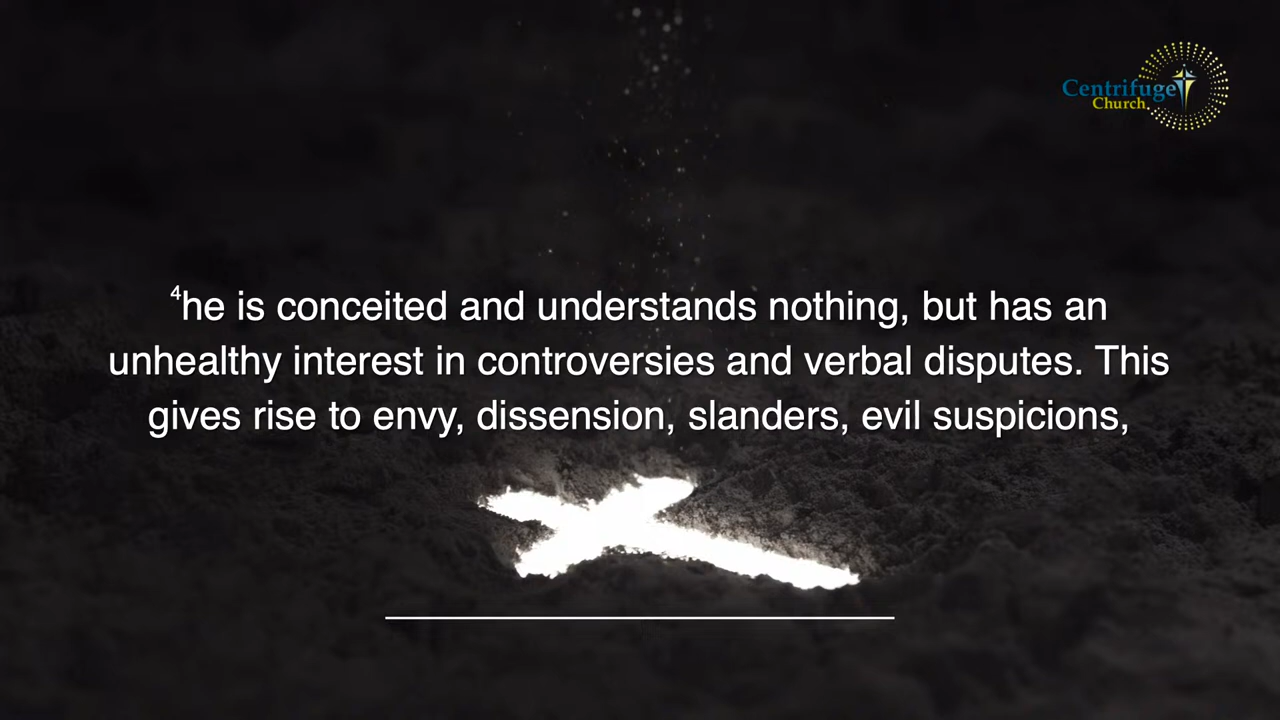 Centrifuge
Church
⁴he is conceited and understands nothing, but has an
unhealthy interest in controversies and verbal disputes. This
gives rise to envy, dissension, slanders, evil suspicions,